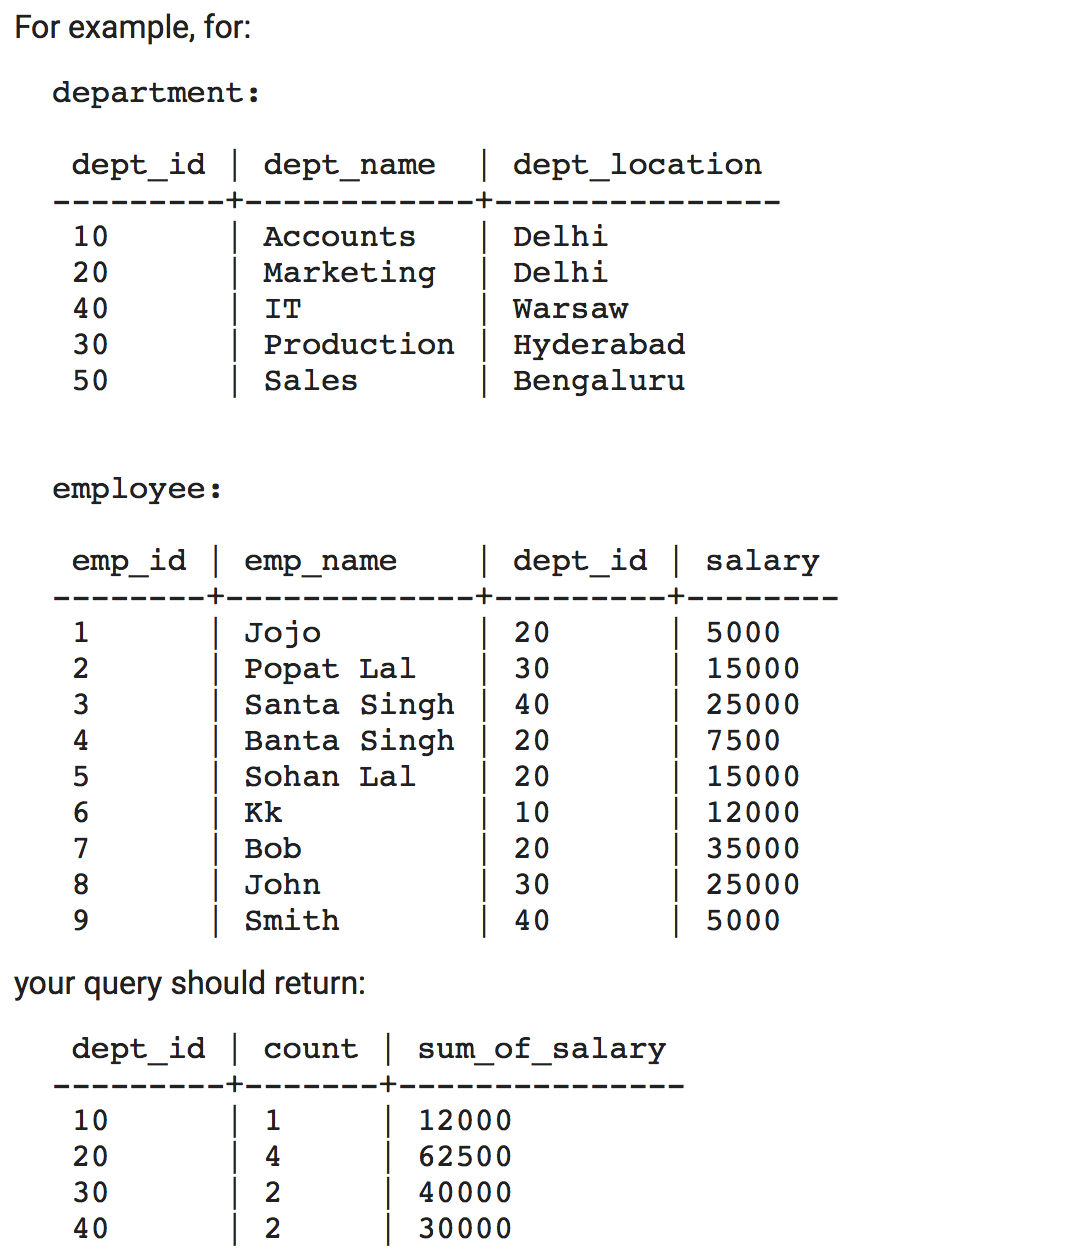 For example, for:
department:
dept_id | dept_name | dept_location
---------+------------+---------------
10 | Accounts | Delhi
20 | Marketing | Delhi
40 | IT | Warsaw
30 | Production | Hyderabad
50 | Sales | Bengaluru
employee:
emp_id | emp_name | dept_id | salary
--------+-------------+---------+--------
1 | Jojo | 20 | 5000
2 | Popat Lal | 30 | 15000
3 | Santa Singh | 40 | 25000
4 | Banta Singh | 20 | 7500
5 | Sohan Lal | 20 | 15000
6 | Kk | 10 | 12000
7 | Bob | 20 | 35000
8 | John | 30 | 25000
9 | Smith | 40 | 5000
your query should return:
dept_id | count | sum_of_salary
---------+-------+---------------
10 | 1 | 12000
20 | 4 | 62500
30 | 2 | 40000
40 | 2 | 30000